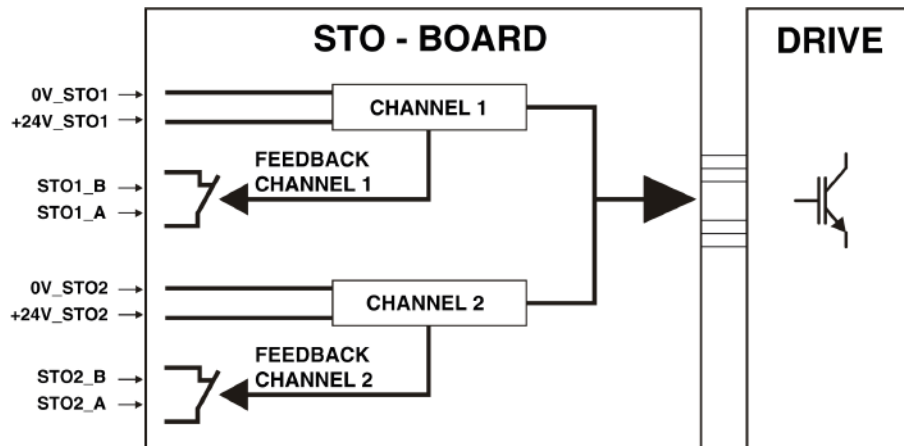 STO - BOARD
DRIVE
0V_STO1
+24V_STO1
CHANNEL 1
FEEDBACK
CHANNEL 1
STO1_B
STO1_A
0V_STO2
+24V_STO2
CHANNEL 2
FEEDBACK
CHANNEL 2
STO2_B
STO2_A